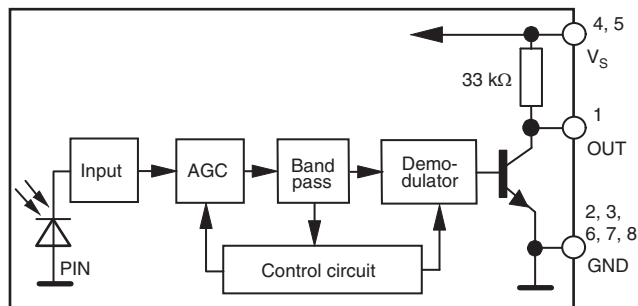 4, 5
V_S
33 kΩ
1
OUT
Input
AGC
Band
pass
Demo-
dulator
2, 3,
6, 7, 8
GND
PIN
Control circuit